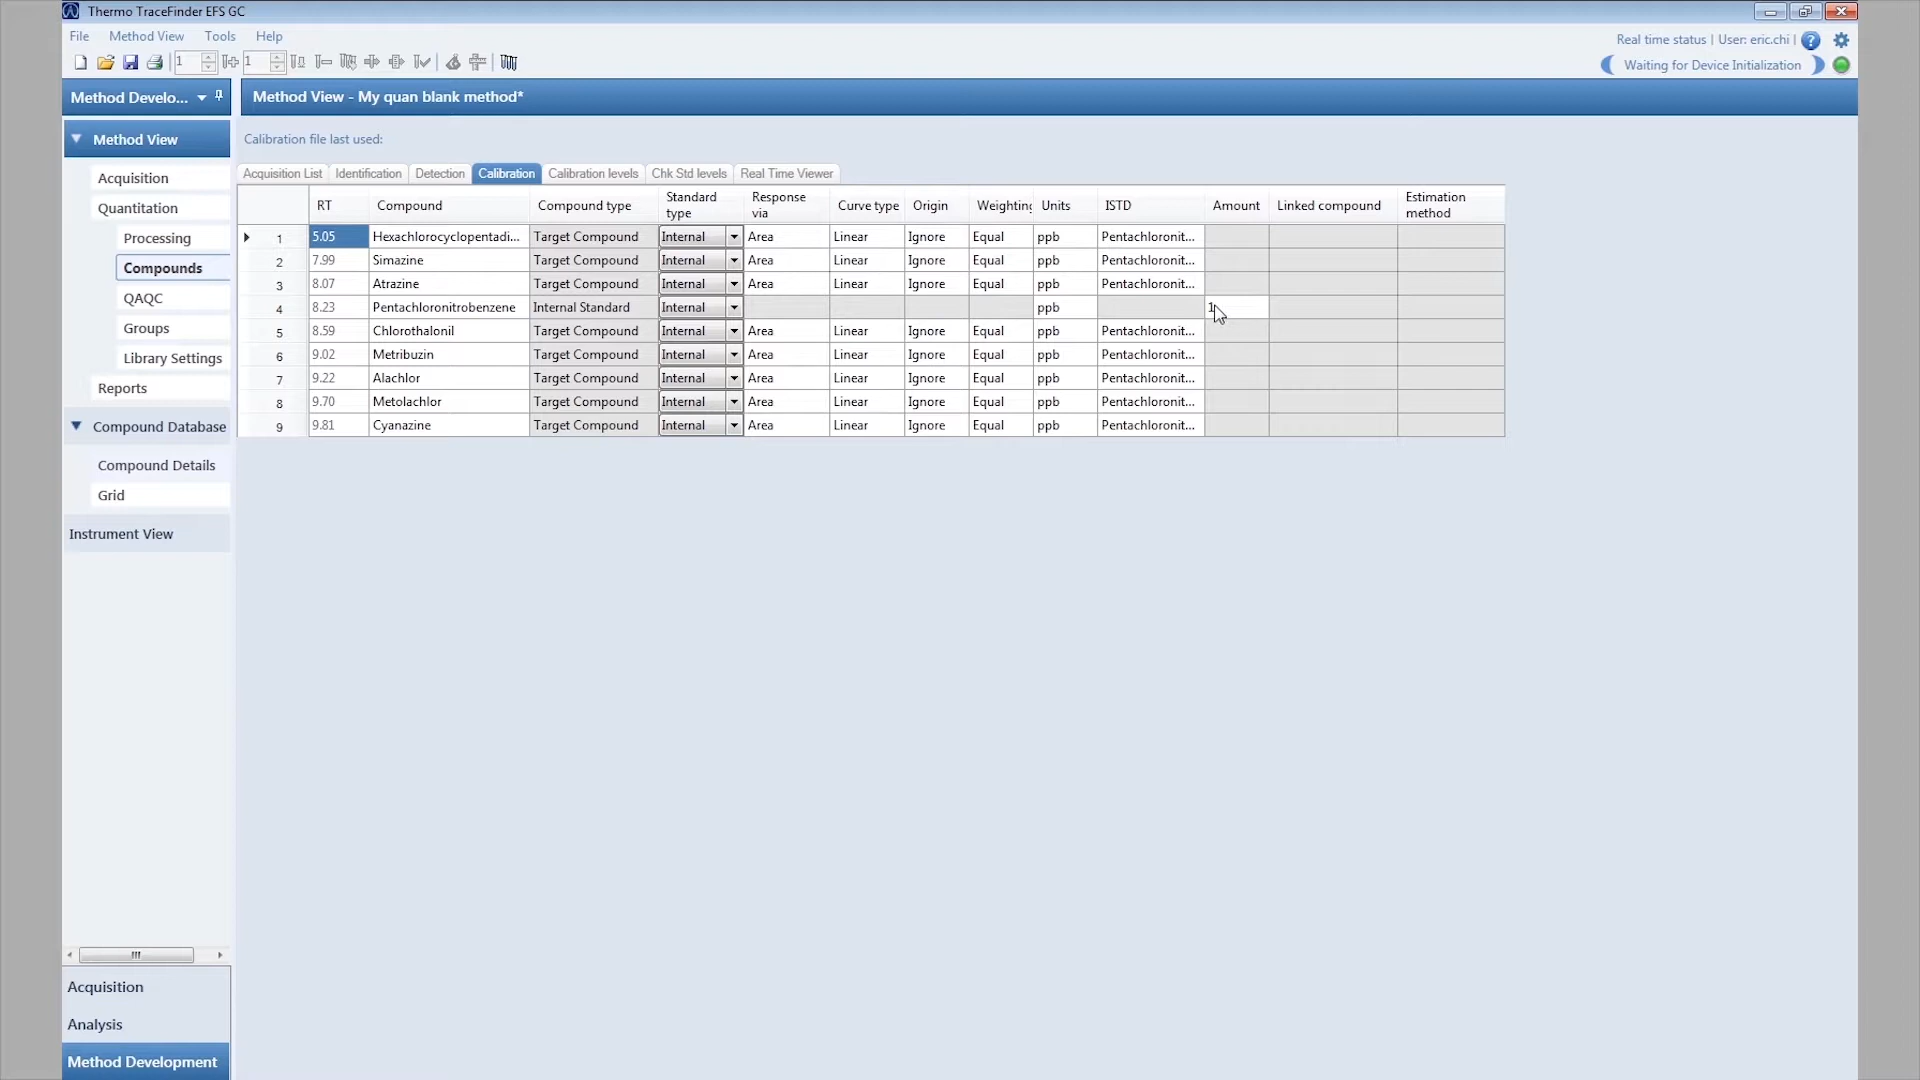 Thermo TraceFinder EFS GC
File Method View Tools Help
1 1
Real time status | User: eric.chi |
Waiting for Device Initialization
Method Develo...
Method View - My quan blank method*
Method View
Acquisition
Quantitation
Processing
Compounds
QAQC
Groups
Library Settings
Reports
Compound Database
Compound Details
Grid
Instrument View
Acquisition
Analysis
Method Development
Calibration file last used:
Acquisition List Identification Detection Calibration Calibration levels Chk Std levels Real Time Viewer
RT Compound Compound type Standard type Response via Curve type Origin Weighting Units ISTD Amount Linked compound Estimation method
1 5.05 Hexachlorocyclopentadi... Target Compound Internal Area Linear Ignore Equal ppb Pentachloronit...
2 7.99 Simazine Target Compound Internal Area Linear Ignore Equal ppb Pentachloronit...
3 8.07 Atrazine Target Compound Internal Area Linear Ignore Equal ppb Pentachloronit...
4 8.23 Pentachloronitrobenzene Internal Standard Internal ppb 1
5 8.59 Chlorothalonil Target Compound Internal Area Linear Ignore Equal ppb Pentachloronit...
6 9.02 Metribuzin Target Compound Internal Area Linear Ignore Equal ppb Pentachloronit...
7 9.22 Alachlor Target Compound Internal Area Linear Ignore Equal ppb Pentachloronit...
8 9.70 Metolachlor Target Compound Internal Area Linear Ignore Equal ppb Pentachloronit...
9 9.81 Cyanazine Target Compound Internal Area Linear Ignore Equal ppb Pentachloronit...